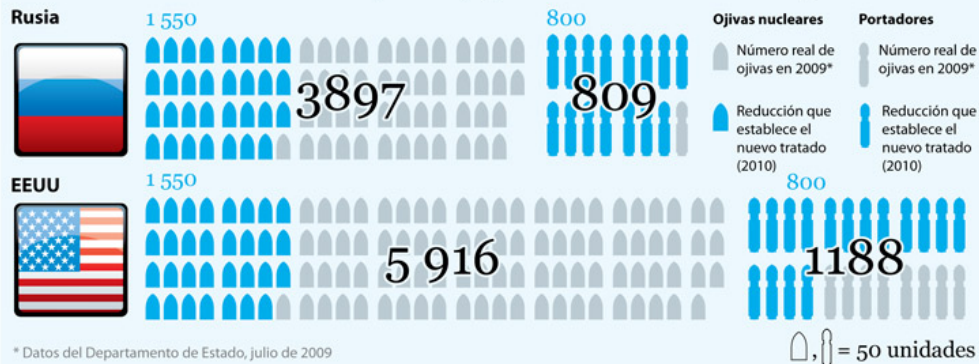 Rusia
1 550
3897
800
809
Ojivas nucleares
Número real de
ojivas en 2009*
Reducción que
establece el
nuevo tratado
(2010)
Portadores
Número real de
ojivas en 2009*
Reducción que
establece el
nuevo tratado
(2010)
EEUU
1 550
5 916
800
1188
* Datos del Departamento de Estado, julio de 2009
, = 50 unidades